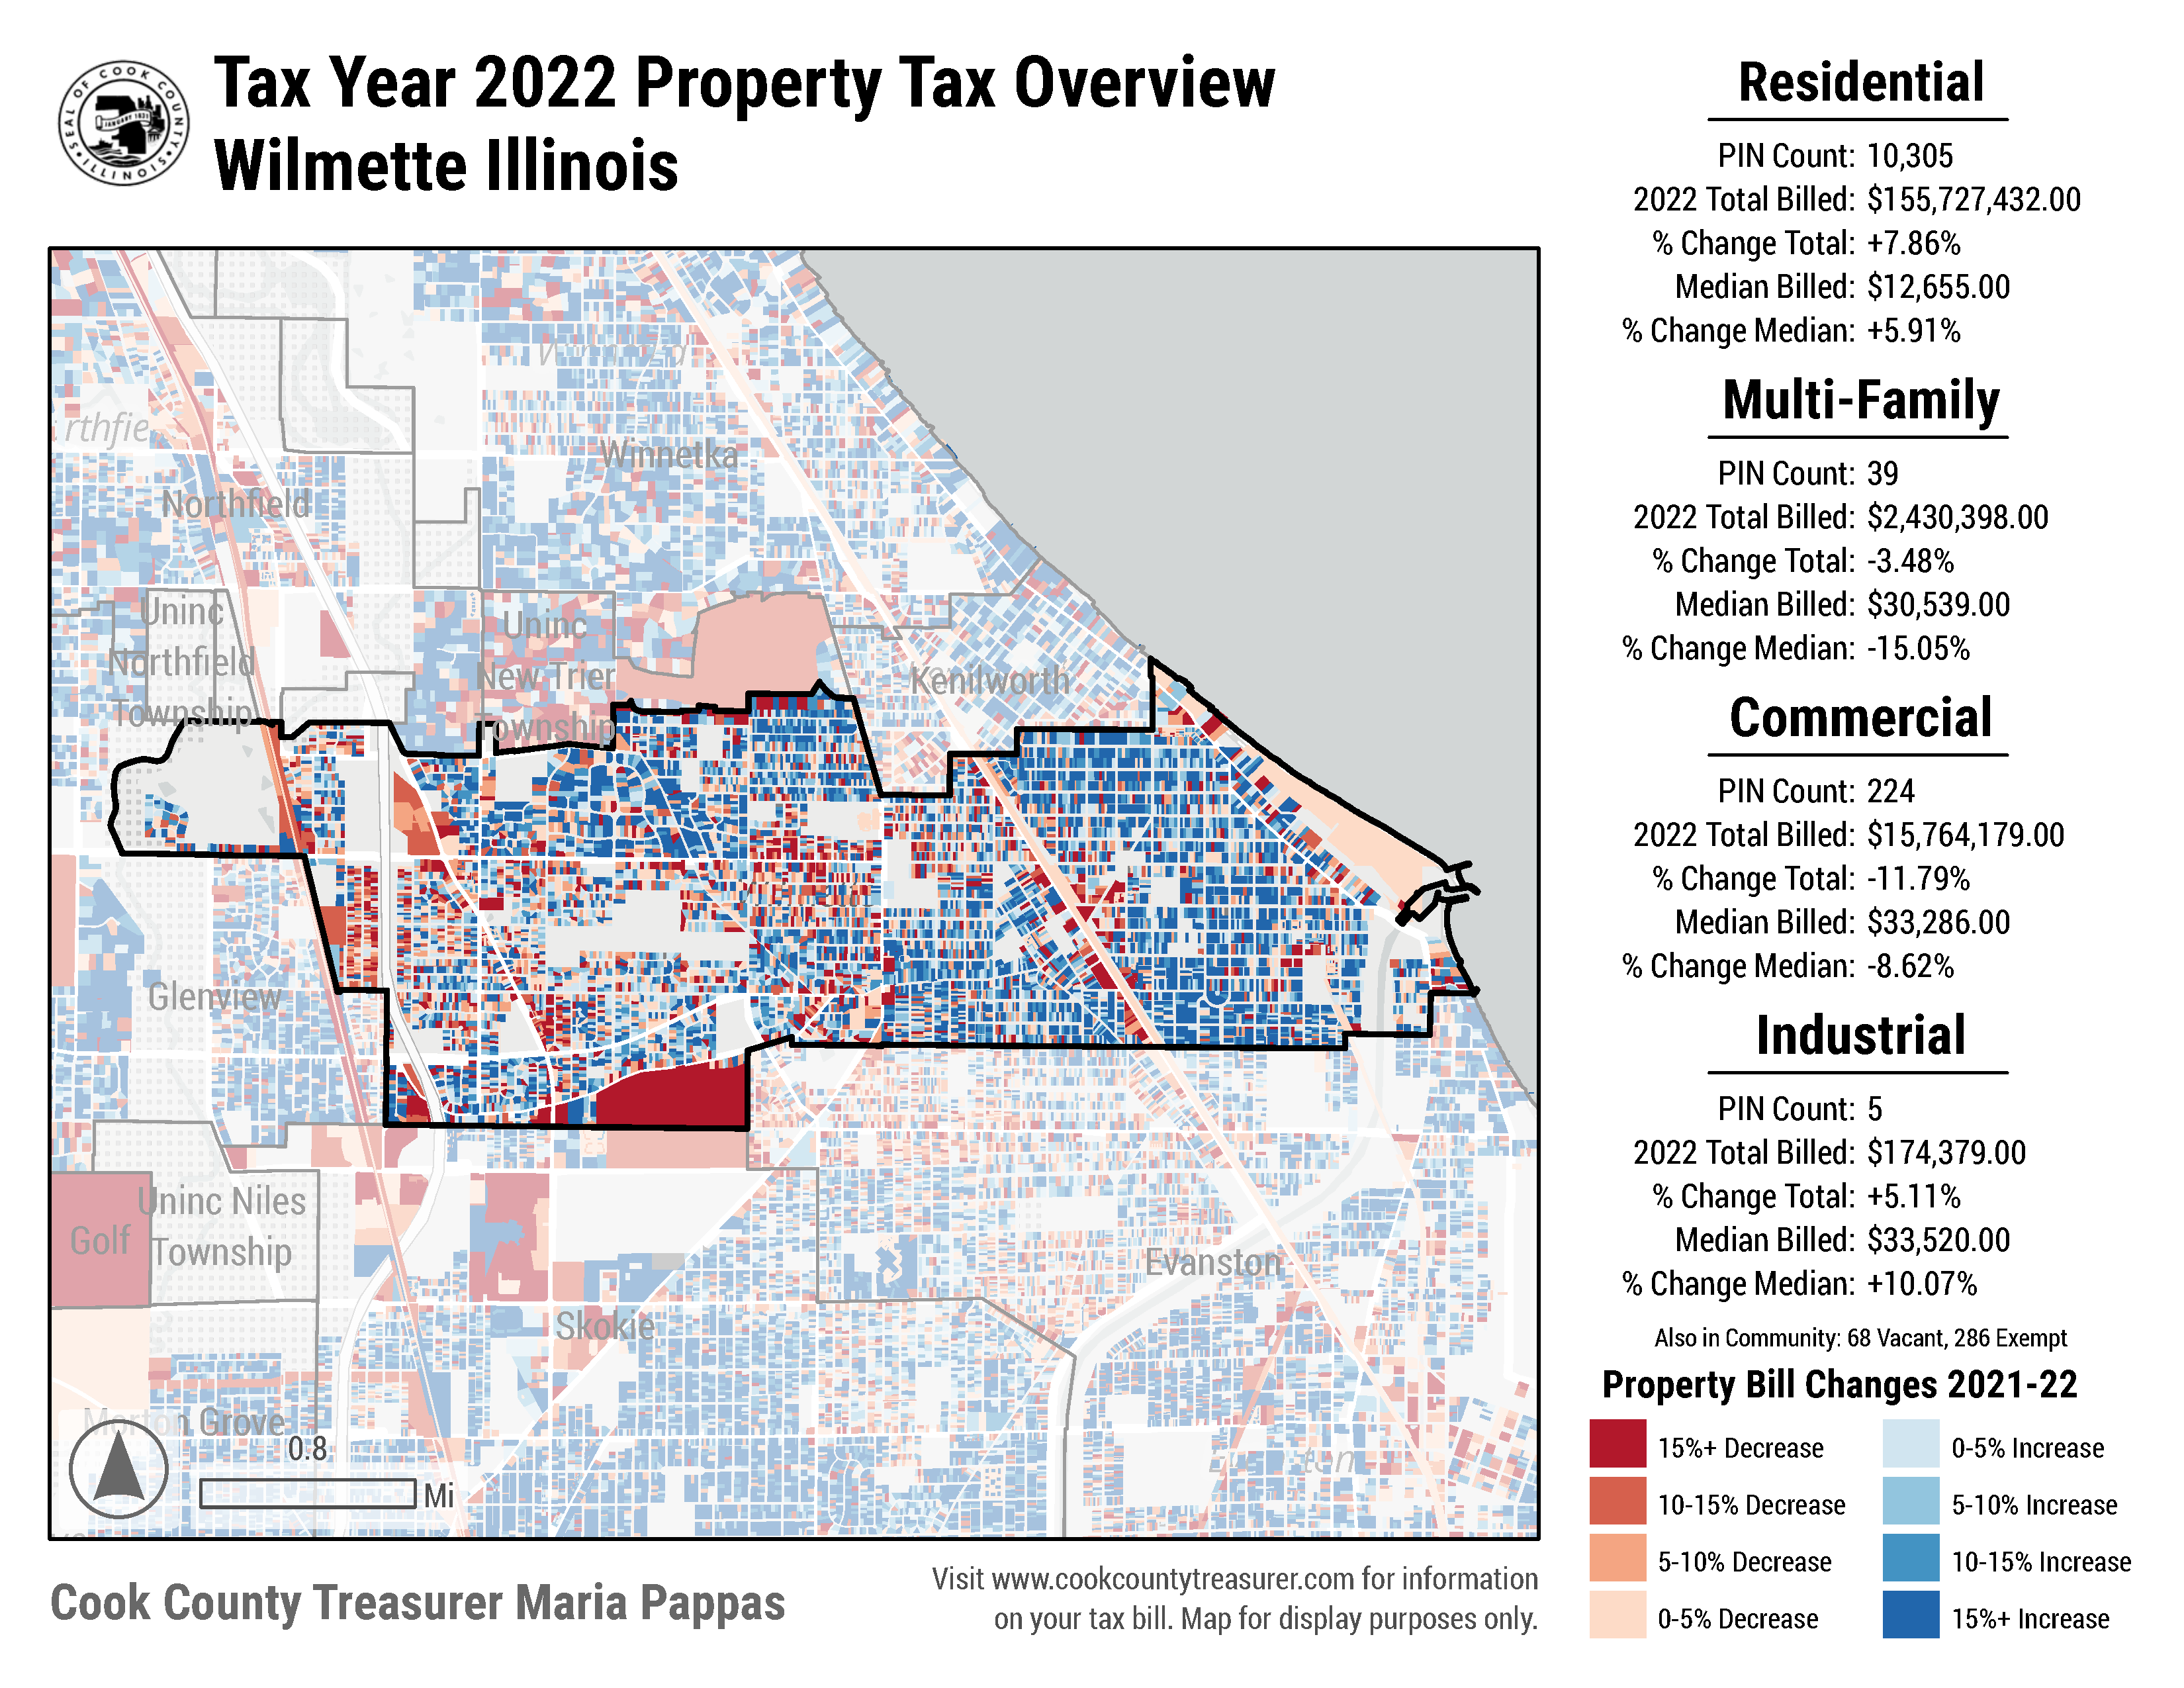 SEAL OF COOK COUNTY
ILLINOIS
JANUARY 1831
Tax Year 2022 Property Tax Overview
Wilmette Illinois
Winnetka
rthfie
Winnetka
Northfield
Uninc
Northfield
Township
Uninc
New Trier
Township
Kenilworth
Glenview
Uninc Niles
Township
Golf
Evanston
Skokie
Morton Grove
Evanston
0.8
Mi
Cook County Treasurer Maria Pappas
Visit www.cookcountytreasurer.com for information
on your tax bill. Map for display purposes only.
Residential
PIN Count: 10,305
2022 Total Billed: $155,727,432.00
% Change Total: +7.86%
Median Billed: $12,655.00
% Change Median: +5.91%
Multi-Family
PIN Count: 39
2022 Total Billed: $2,430,398.00
% Change Total: -3.48%
Median Billed: $30,539.00
% Change Median: -15.05%
Commercial
PIN Count: 224
2022 Total Billed: $15,764,179.00
% Change Total: -11.79%
Median Billed: $33,286.00
% Change Median: -8.62%
Industrial
PIN Count: 5
2022 Total Billed: $174,379.00
% Change Total: +5.11%
Median Billed: $33,520.00
% Change Median: +10.07%
Also in Community: 68 Vacant, 286 Exempt
Property Bill Changes 2021-22
15%+ Decrease
10-15% Decrease
5-10% Decrease
0-5% Decrease
0-5% Increase
5-10% Increase
10-15% Increase
15%+ Increase